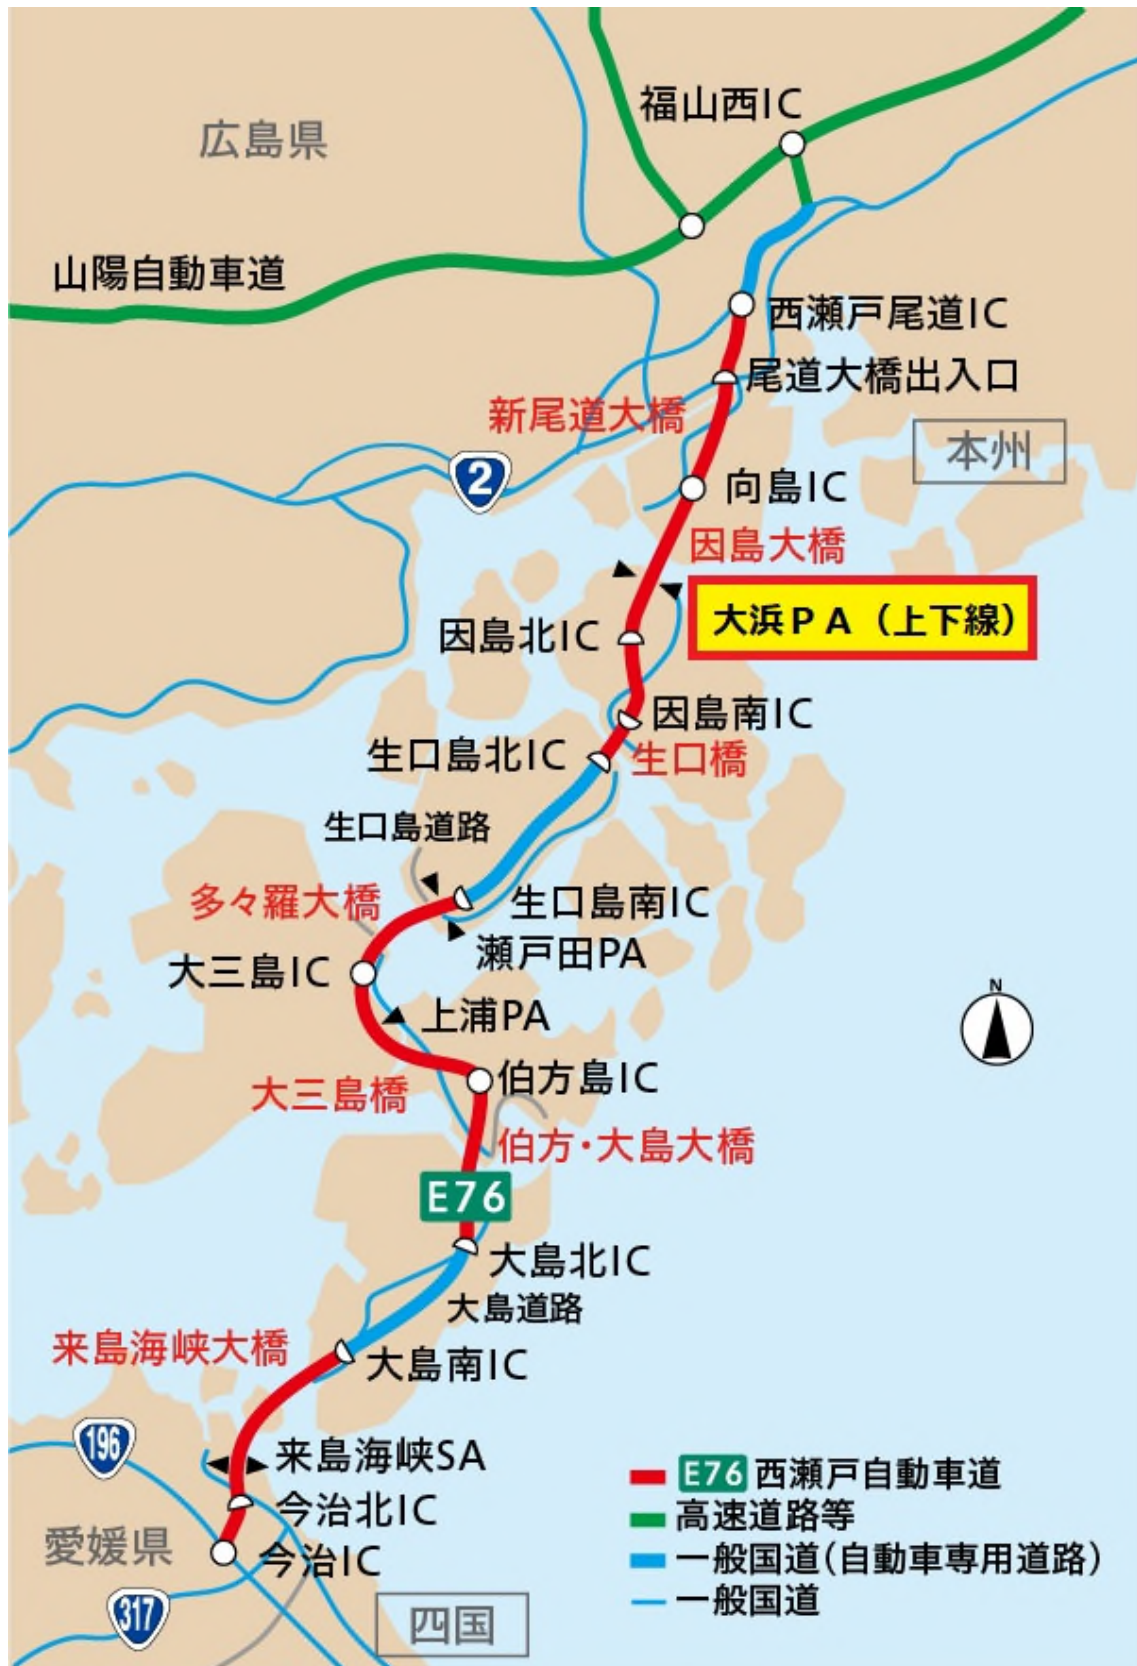 福山西IC
広島県
山陽自動車道
西瀬戸尾道IC
尾道大橋出入口
新尾道大橋
本州
2
向島IC
因島大橋
大浜ＰＡ（上下線）
因島北IC
因島南IC
生口島北IC
生口橋
生口島道路
多々羅大橋
生口島南IC
瀬戸田PA
大三島IC
N
上浦PA
伯方島IC
大三島橋
伯方・大島大橋
E76
大島北IC
大島道路
来島海峡大橋
大島南IC
196
来島海峡SA
今治北IC
愛媛県
今治IC
317
四国
E76 西瀬戸自動車道
高速道路等
一般国道(自動車専用道路)
一般国道